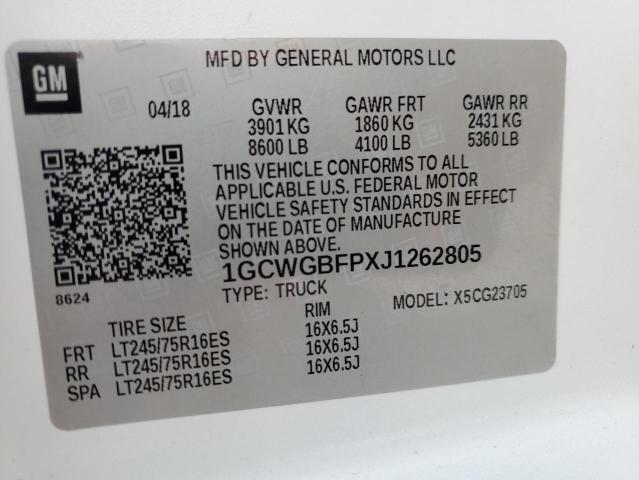 GM
MFD BY GENERAL MOTORS LLC
04/18 GVWR GAWR FRT GAWR RR
3901 KG 1860 KG 2431 KG
8600 LB 4100 LB 5360 LB
THIS VEHICLE CONFORMS TO ALL
APPLICABLE U.S. FEDERAL MOTOR
VEHICLE SAFETY STANDARDS IN EFFECT
ON THE DATE OF MANUFACTURE
1GCWGBFPXJ1262805
8624
TYPE: TRUCK MODEL: X5CG23705
TIRE SIZE RIM
FRT LT245/75R16ES 16X6.5J
RR LT245/75R16ES 16X6.5J
SPA LT245/75R16ES 16X6.5J